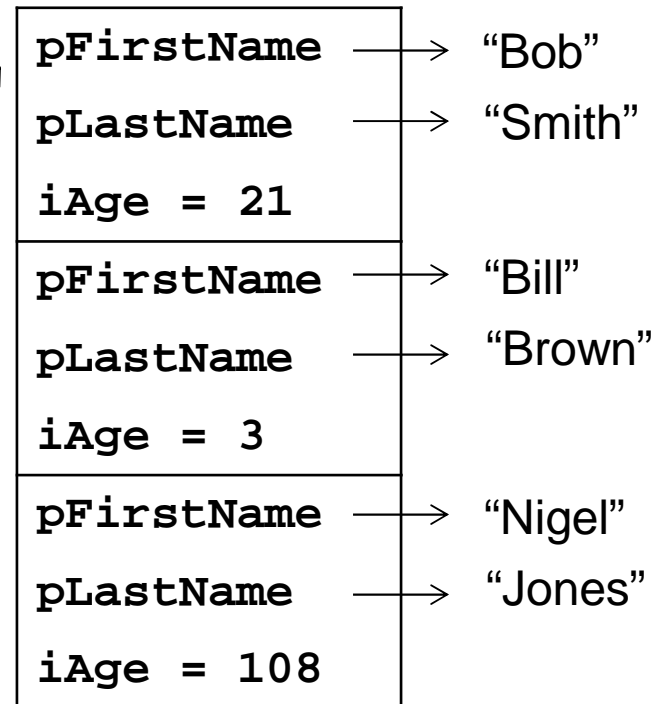 pFirstName “Bob”
pLastName “Smith”
iAge = 21
pFirstName “Bill”
pLastName “Brown”
iAge = 3
pFirstName “Nigel”
pLastName “Jones”
iAge = 108